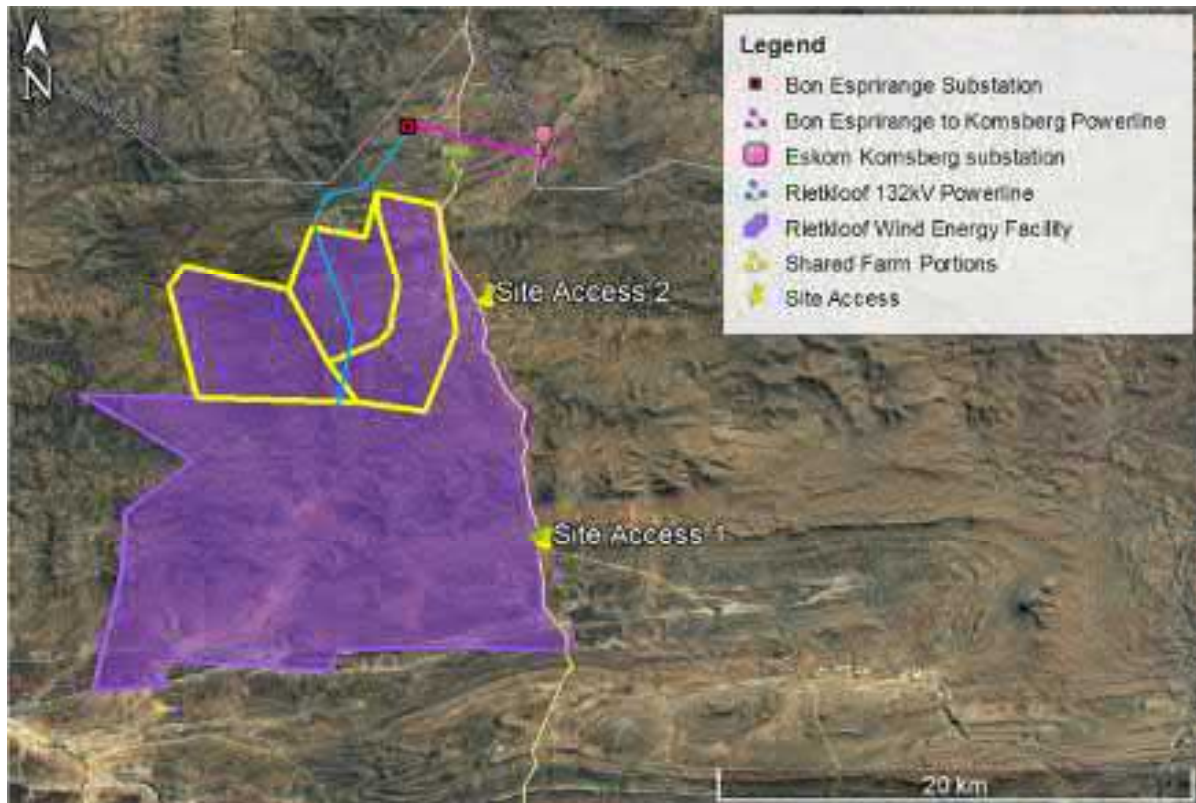 N
Legend
Bon Esprirange Substation
Bon Esprirange to Komsberg Powerline
Eskom Komsberg substation
Rietkloof 132kV Powerline
Rietkloof Wind Energy Facility
Shared Farm Portions
Site Access
Site Access 2
Site Access 1
20 km